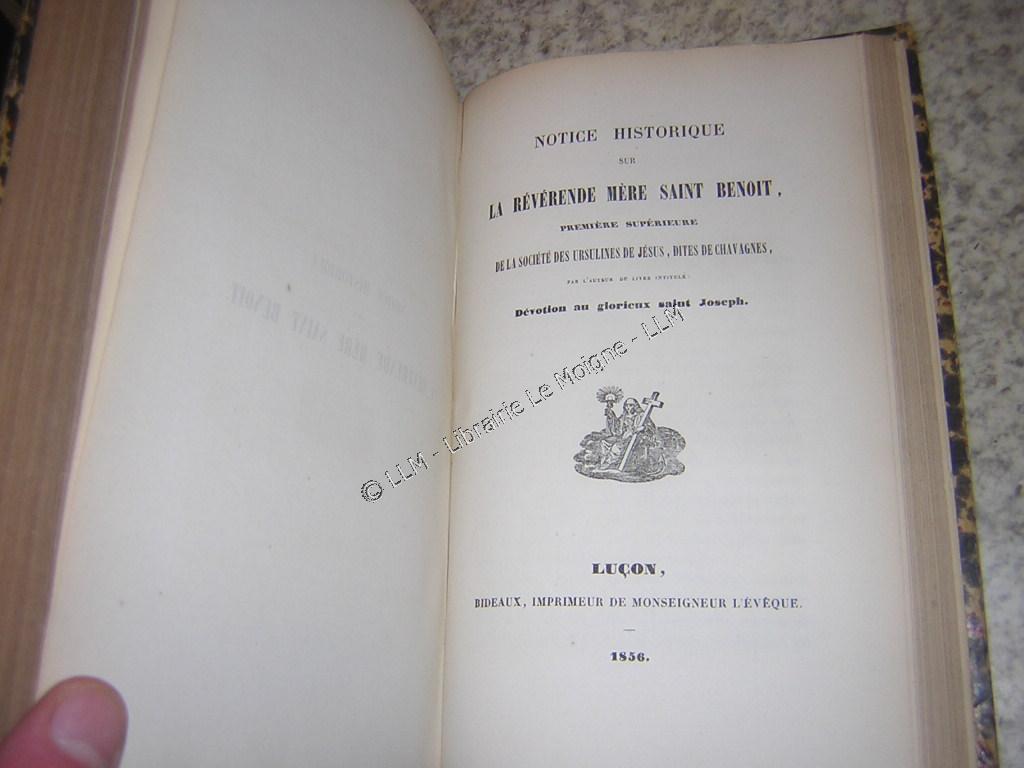 NOTICE HISTORIQUE
SUR
LA RÉVÉRENDE MÈRE SAINT BENOIT,
PREMIÈRE SUPÉRIEURE
DE LA SOCIÉTÉ DES URSULINES DE JÉSUS, DITES DE CHAVAGNES,
PAR L'AUTEUR DU LIVRE INTITULÉ:
Dévotion au glorieux saint Joseph.
© LLM - Librairie Le Moigne - LLM
LUÇON,
BIDEAUX, IMPRIMEUR DE MONSEIGNEUR L'ÉVÊQUE.
1856.